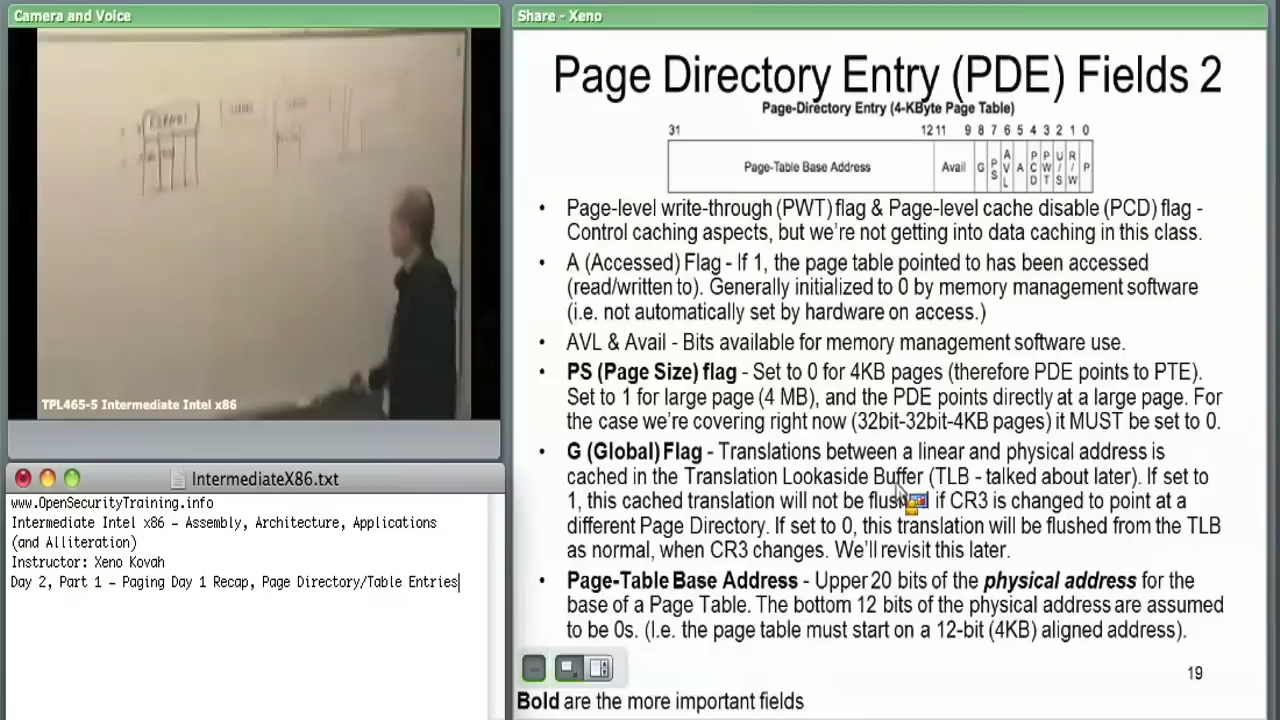 Camera and Voice
TPL465-5 Intermediate Intel x86
IntermediateX86.txt
www.OpenSecurityTraining.info
Intermediate Intel x86 – Assembly, Architecture, Applications
(and Alliteration)
Instructor: Xeno Kovah
Day 2, Part 1 – Paging Day 1 Recap, Page Directory/Table Entries
Share - Xeno
Page Directory Entry (PDE) Fields 2
Page-Directory Entry (4-KByte Page Table)
31 12 11 9 8 7 6 5 4 3 2 1 0
Page-Table Base Address Avail G PS AVL A PCD PWT U/S R/W P
• Page-level write-through (PWT) flag & Page-level cache disable (PCD) flag -
Control caching aspects, but we're not getting into data caching in this class.
• A (Accessed) Flag - If 1, the page table pointed to has been accessed
(read/written to). Generally initialized to 0 by memory management software
(i.e. not automatically set by hardware on access.)
• AVL & Avail - Bits available for memory management software use.
• PS (Page Size) flag - Set to 0 for 4KB pages (therefore PDE points to PTE).
Set to 1 for large page (4 MB), and the PDE points directly at a large page. For
the case we're covering right now (32bit-32bit-4KB pages) it MUST be set to 0.
• G (Global) Flag - Translations between a linear and physical address is
cached in the Translation Lookaside Buffer (TLB - talked about later). If set to
1, this cached translation will not be flushed if CR3 is changed to point at a
different Page Directory. If set to 0, this translation will be flushed from the TLB
as normal, when CR3 changes. We'll revisit this later.
• Page-Table Base Address - Upper 20 bits of the physical address for the
base of a Page Table. The bottom 12 bits of the physical address are assumed
to be 0s. (I.e. the page table must start on a 12-bit (4KB) aligned address).
19
Bold are the more important fields